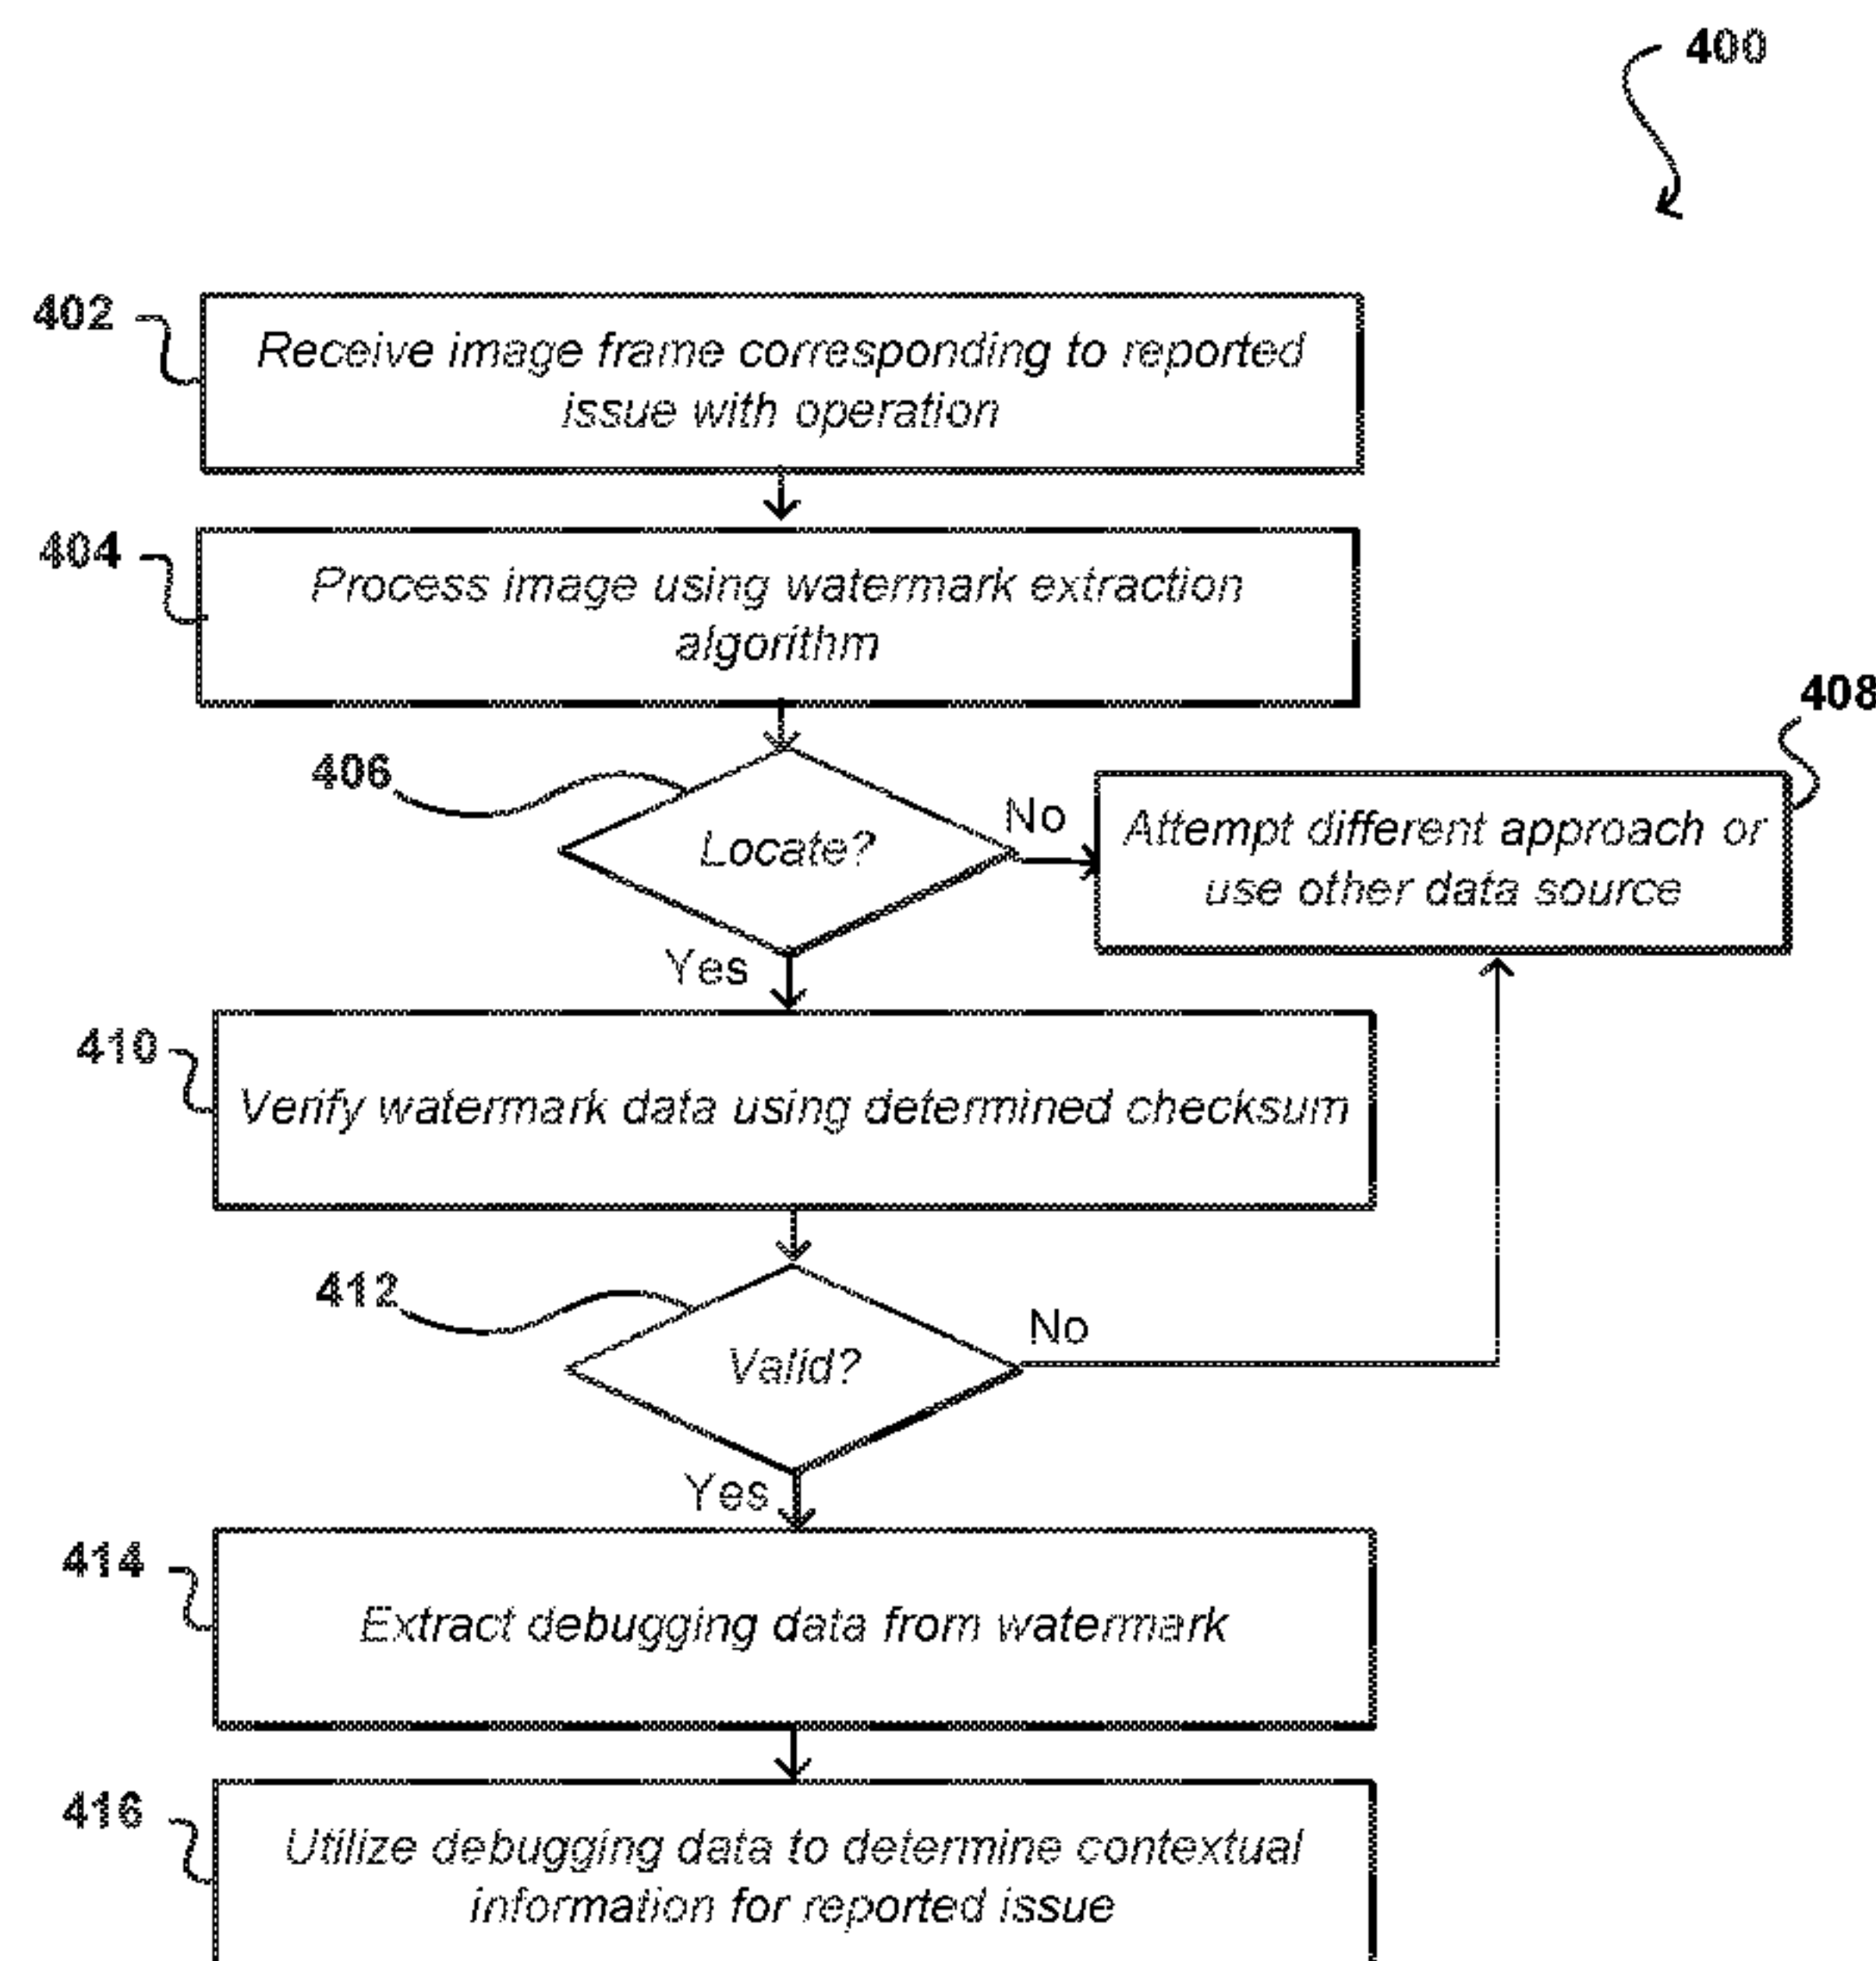 400
402
Receive image frame corresponding to reported
issue with operation
404
Process image using watermark extraction
algorithm
406
Locate?
No
408
Attempt different approach or
use other data source
Yes
410
Verify watermark data using determined checksum
412
Valid?
No
Yes
414
Extract debugging data from watermark
416
Utilize debugging data to determine contextual
information for reported issue